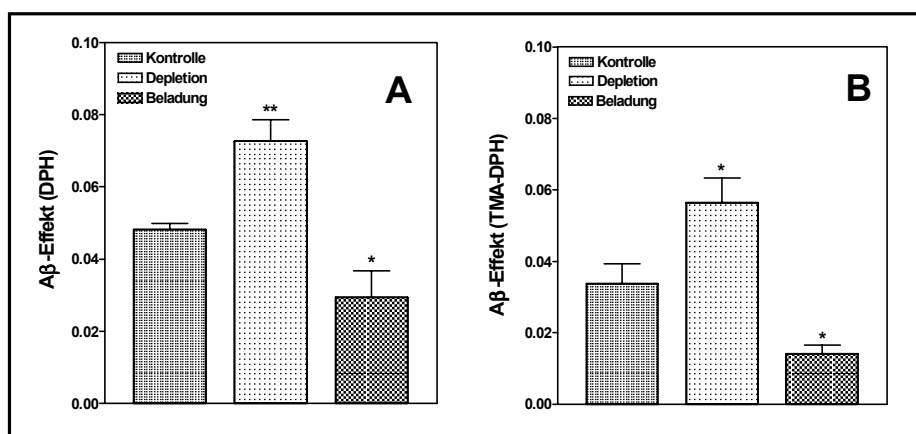 0.10
0.08
0.06
0.04
0.02
0.00
Aβ-Effekt (DPH)
Kontrolle
Depletion
Beladung
A
**
*
0.10
0.08
0.06
0.04
0.02
0.00
Aβ-Effekt (TMA-DPH)
Kontrolle
Depletion
Beladung
B
*
*